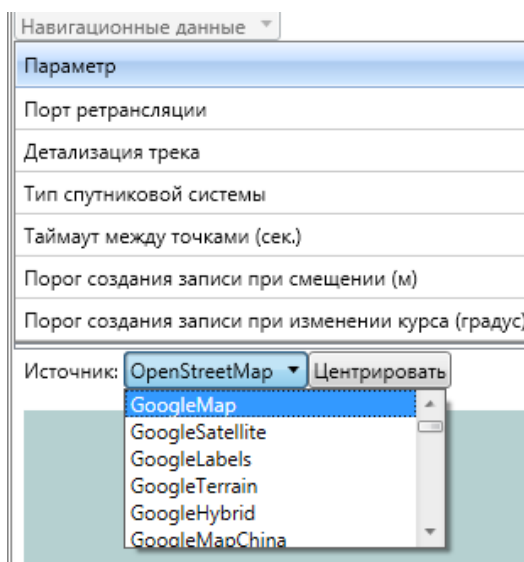 Навигационные данные
Параметр
Порт ретрансляции
Детализация трека
Тип спутниковой системы
Таймаут между точками (сек.)
Порог создания записи при смещении (м)
Порог создания записи при изменении курса (градус)
Источник: OpenStreetMap Центрировать
GoogleMap
GoogleSatellite
GoogleLabels
GoogleTerrain
GoogleHybrid
GoogleMapChina